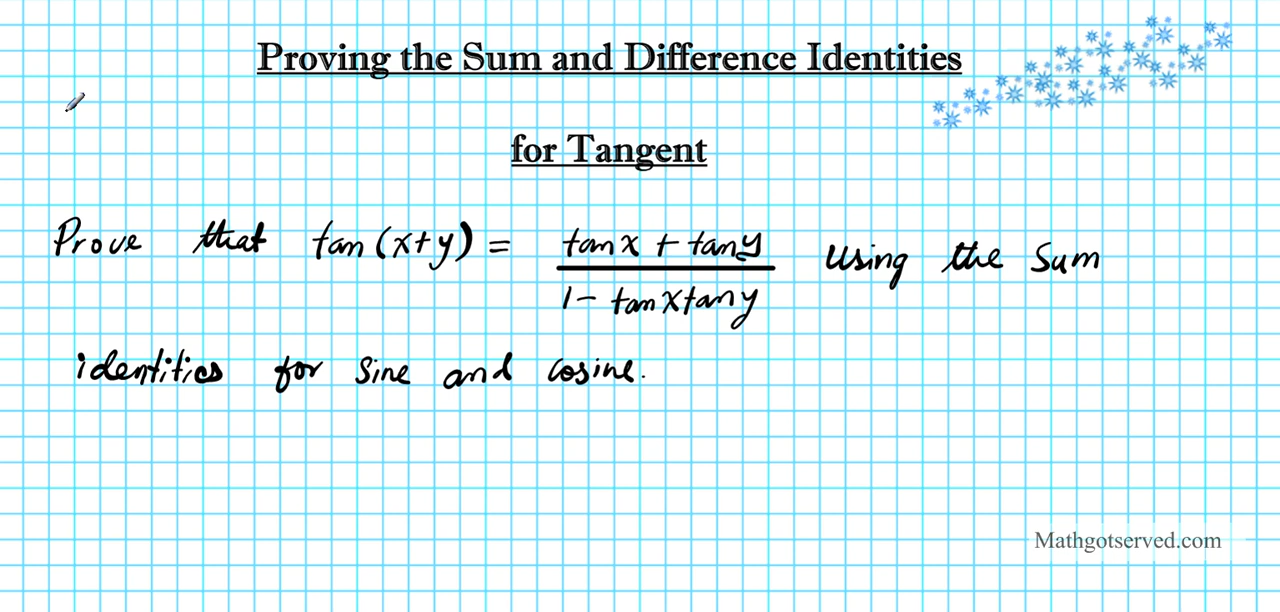 Proving the Sum and Difference Identities
for Tangent
Prove that tan(x+y) = tanx + tany / 1 - tanxtany using the sum
identities for sine and cosine.
Mathgotserved.com